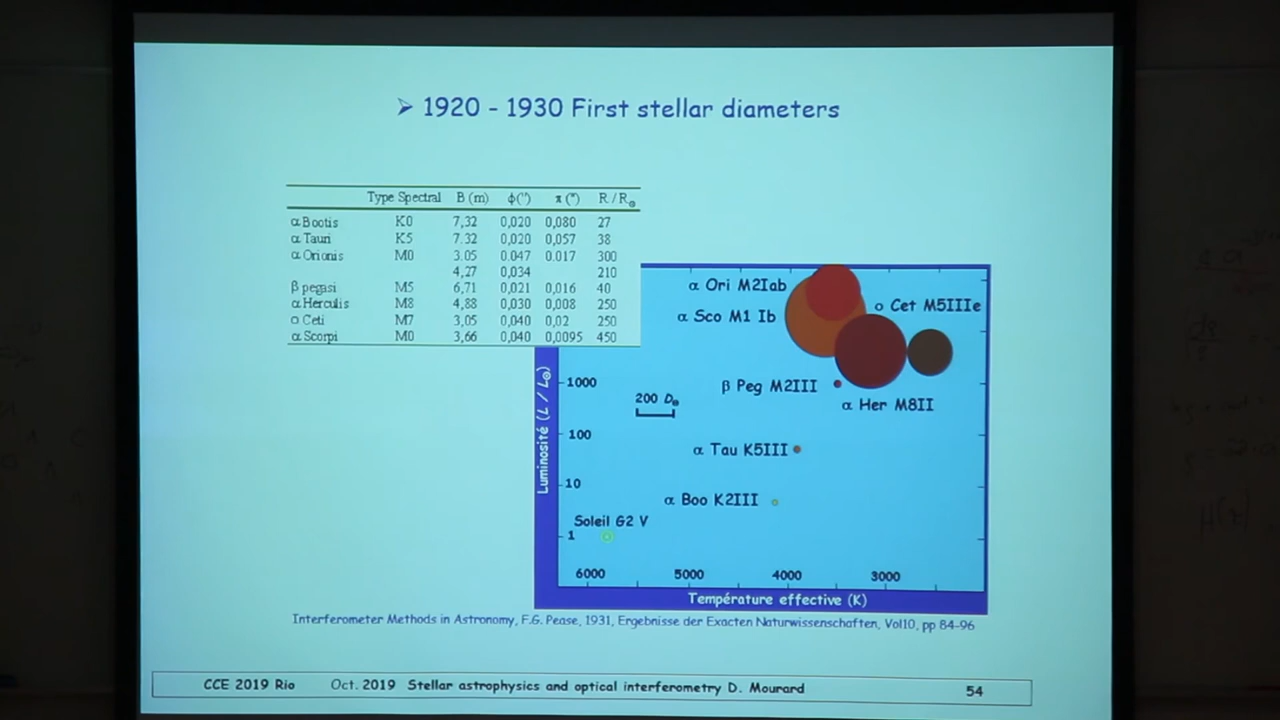 ➢ 1920 - 1930 First stellar diameters
Type Spectral B (m) ϕ(") π (") R / R⊙
α Bootis K0 7,32 0,020 0,080 27
α Tauri K5 7.32 0,020 0,057 38
α Orionis M0 3.05 0.047 0.017 300
4,27 0,034 210
β pegasi M5 6,71 0,021 0,016 40
α Herculis M8 4,88 0,030 0,008 250
o Ceti M7 3,05 0,040 0,02 250
α Scorpi M0 3,66 0,040 0,0095 450
α Ori M2Iab
o Cet M5IIIe
α Sco M1 Ib
Luminosité (L / L⊙)
1000
β Peg M2III
200 D⊙
α Her M8II
100
α Tau K5III
10
α Boo K2III
Soleil G2 V
1
6000 5000 4000 3000
Température effective (K)
Interferometer Methods in Astronomy, F.G. Pease, 1931, Ergebnisse der Exacten Naturwissenschaften, Vol10, pp 84-96
CCE 2019 Rio Oct. 2019 Stellar astrophysics and optical interferometry D. Mourard 54